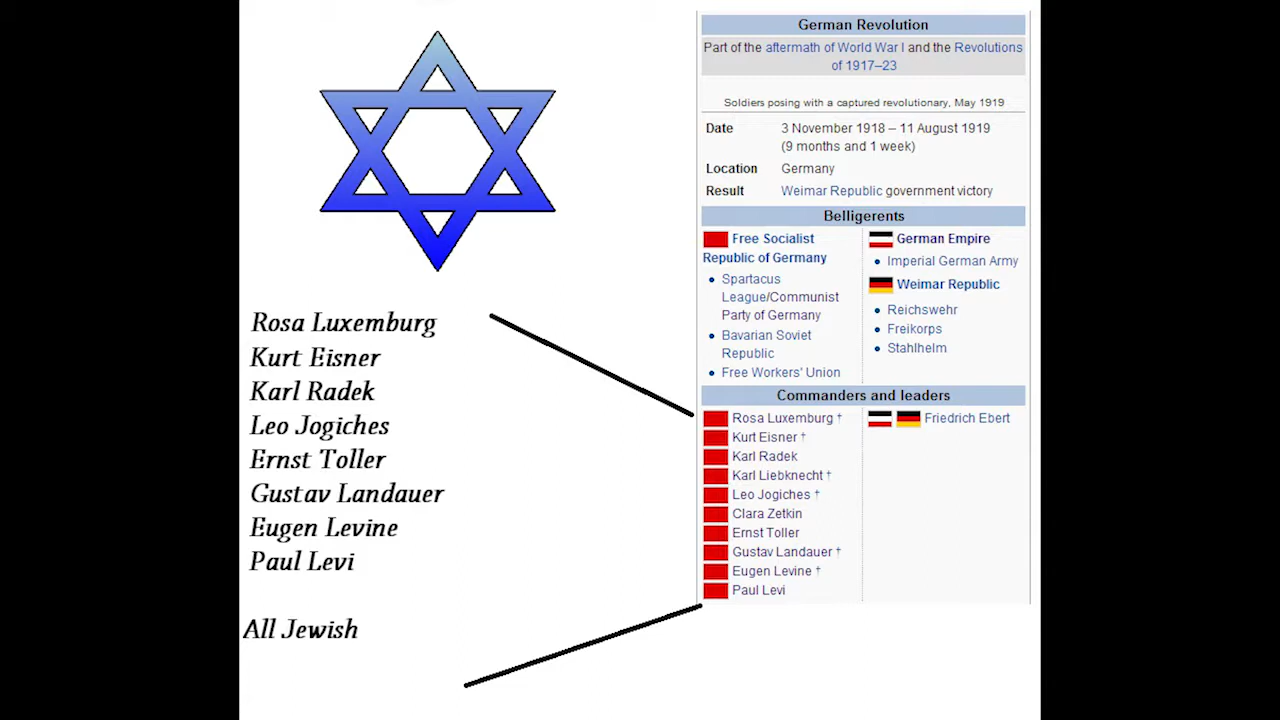 Rosa Luxemburg
Kurt Eisner
Karl Radek
Leo Jogiches
Ernst Toller
Gustav Landauer
Eugen Levine
Paul Levi
All Jewish
German Revolution
Part of the aftermath of World War I and the Revolutions
of 1917–23
Soldiers posing with a captured revolutionary, May 1919
Date 3 November 1918 – 11 August 1919
(9 months and 1 week)
Location Germany
Result Weimar Republic government victory
Belligerents
Free Socialist
Republic of Germany
• Spartacus
League/Communist
Party of Germany
• Bavarian Soviet
Republic
• Free Workers' Union
German Empire
• Imperial German Army
Weimar Republic
• Reichswehr
• Freikorps
• Stahlhelm
Commanders and leaders
Rosa Luxemburg †
Kurt Eisner †
Karl Radek
Karl Liebknecht †
Leo Jogiches †
Clara Zetkin
Ernst Toller
Gustav Landauer †
Eugen Levine †
Paul Levi
Friedrich Ebert